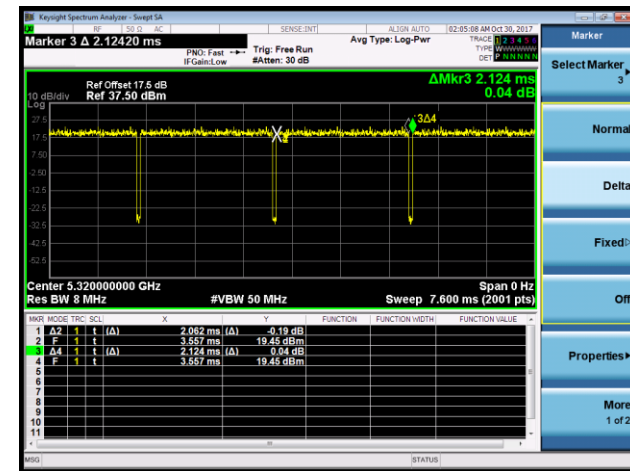 Keysight Spectrum Analyzer - Swept SA
RF 50 Ω AC SENSE:INT ALIGN AUTO 02:05:08 AM Oct 30, 2017
Marker 3 Δ 2.12420 ms
PNO: Fast
IFGain:Low
Trig: Free Run
#Atten: 30 dB
Avg Type: Log-Pwr
TRACE 1 2 3 4 5 6
TYPE WWWWWW
DET P N N N N N
Ref Offset 17.5 dB
10 dB/div Ref 37.50 dBm
Log
ΔMkr3 2.124 ms
0.04 dB
27.5
17.5
7.50
-2.50
-12.5
-22.5
-32.5
-42.5
-52.5
3Δ4
Center 5.320000000 GHz Span 0 Hz
Res BW 8 MHz #VBW 50 MHz Sweep 7.600 ms (2001 pts)
MKR MODE TRC SCL X Y FUNCTION FUNCTION WIDTH FUNCTION VALUE
1 Δ2 1 t (Δ) 2.062 ms (Δ) -0.19 dB
2 F 1 t 3.557 ms 19.45 dBm
3 Δ4 1 t (Δ) 2.124 ms (Δ) 0.04 dB
4 F 1 t 3.557 ms 19.45 dBm
5
6
7
8
9
10
11
MSG STATUS
Marker
Select Marker
3
Normal
Delta
Fixed
Off
Properties
More
1 of 2